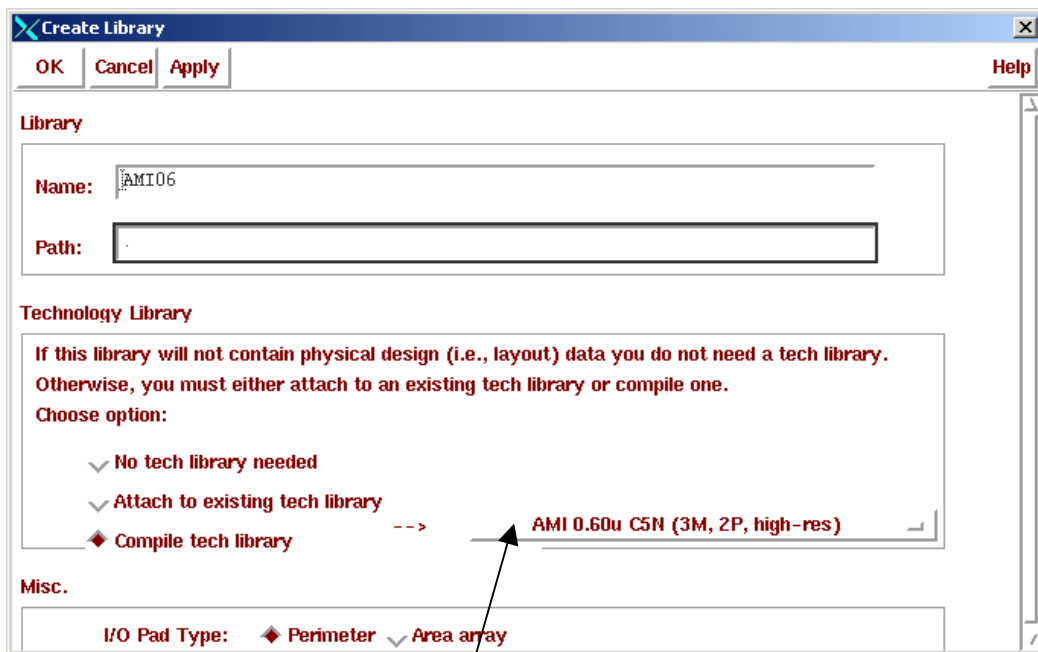 Create Library
OK Cancel Apply Help
Library
Name: AMI06
Path: .
Technology Library
If this library will not contain physical design (i.e., layout) data you do not need a tech library.
Otherwise, you must either attach to an existing tech library or compile one.
Choose option:
No tech library needed
Attach to existing tech library
Compile tech library --> AMI 0.60u C5N (3M, 2P, high-res)
Misc.
I/O Pad Type: Perimeter Area array